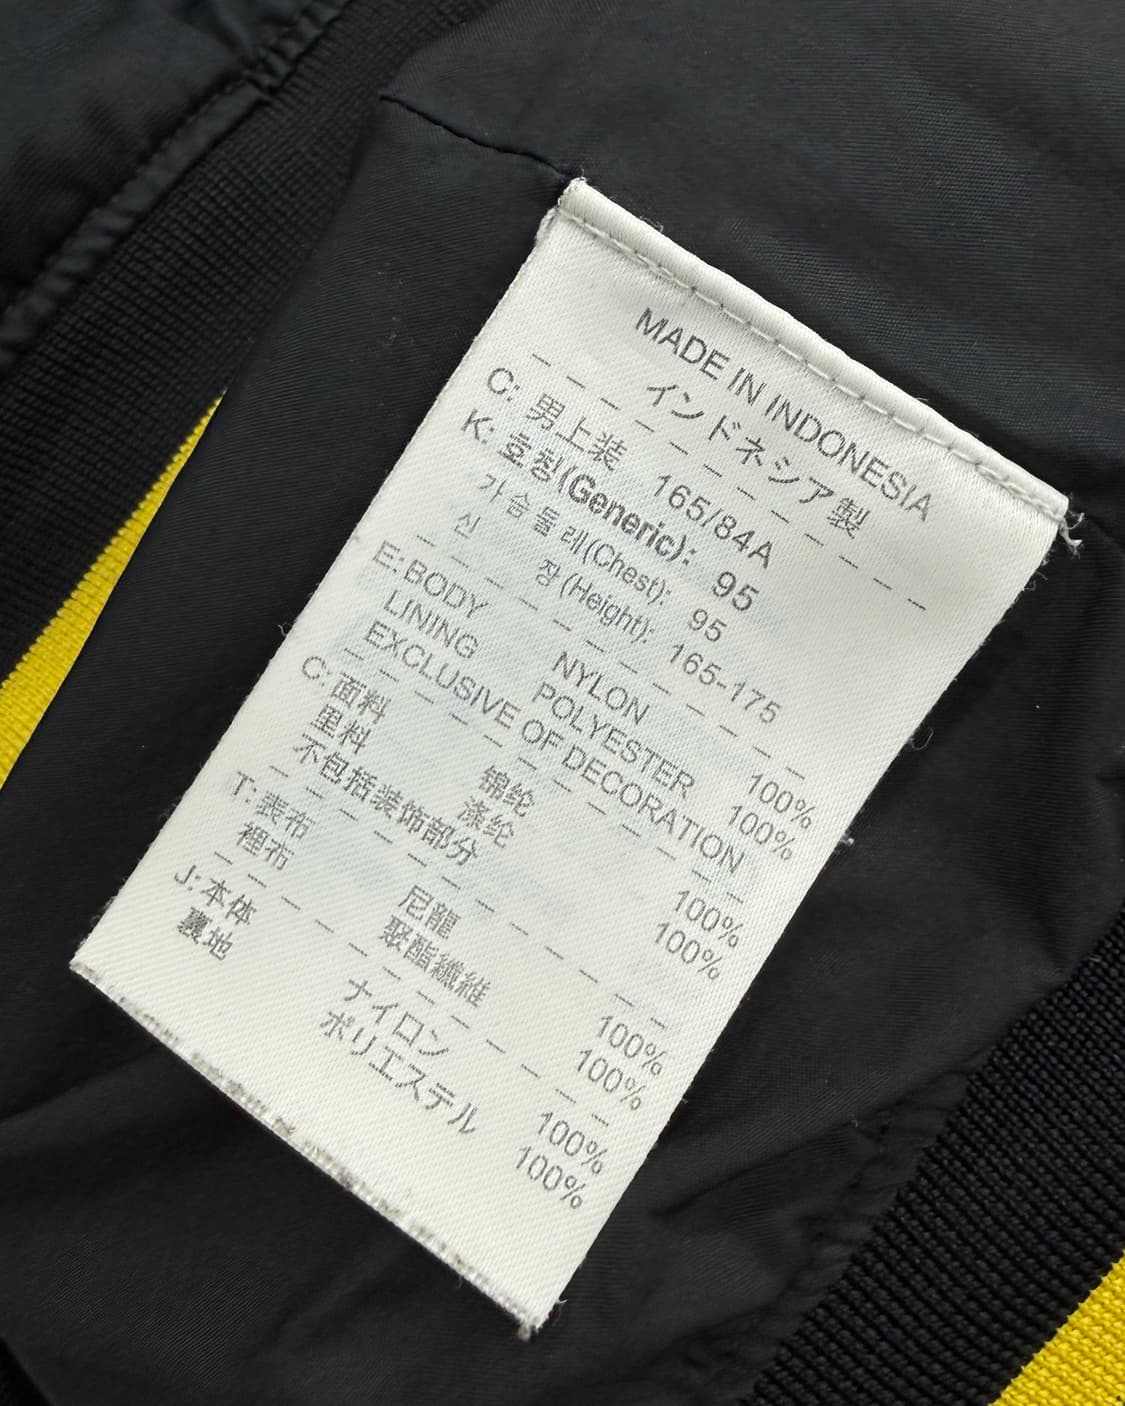 MADE IN INDONESIA
インドネシア製
C: 男上装 165/84A
K: 호칭(Generic): 95
가슴둘레(Chest): 95
신 장 (Height): 165-175
E: BODY NYLON 100%
LINING POLYESTER 100%
EXCLUSIVE OF DECORATION
C: 面料 锦纶 100%
里料 涤纶 100%
不包括装饰部分
T: 表布 尼龍 100%
裡布 聚酯纖維 100%
J: 本体 ナイロン 100%
裏地 ポリエステル 100%